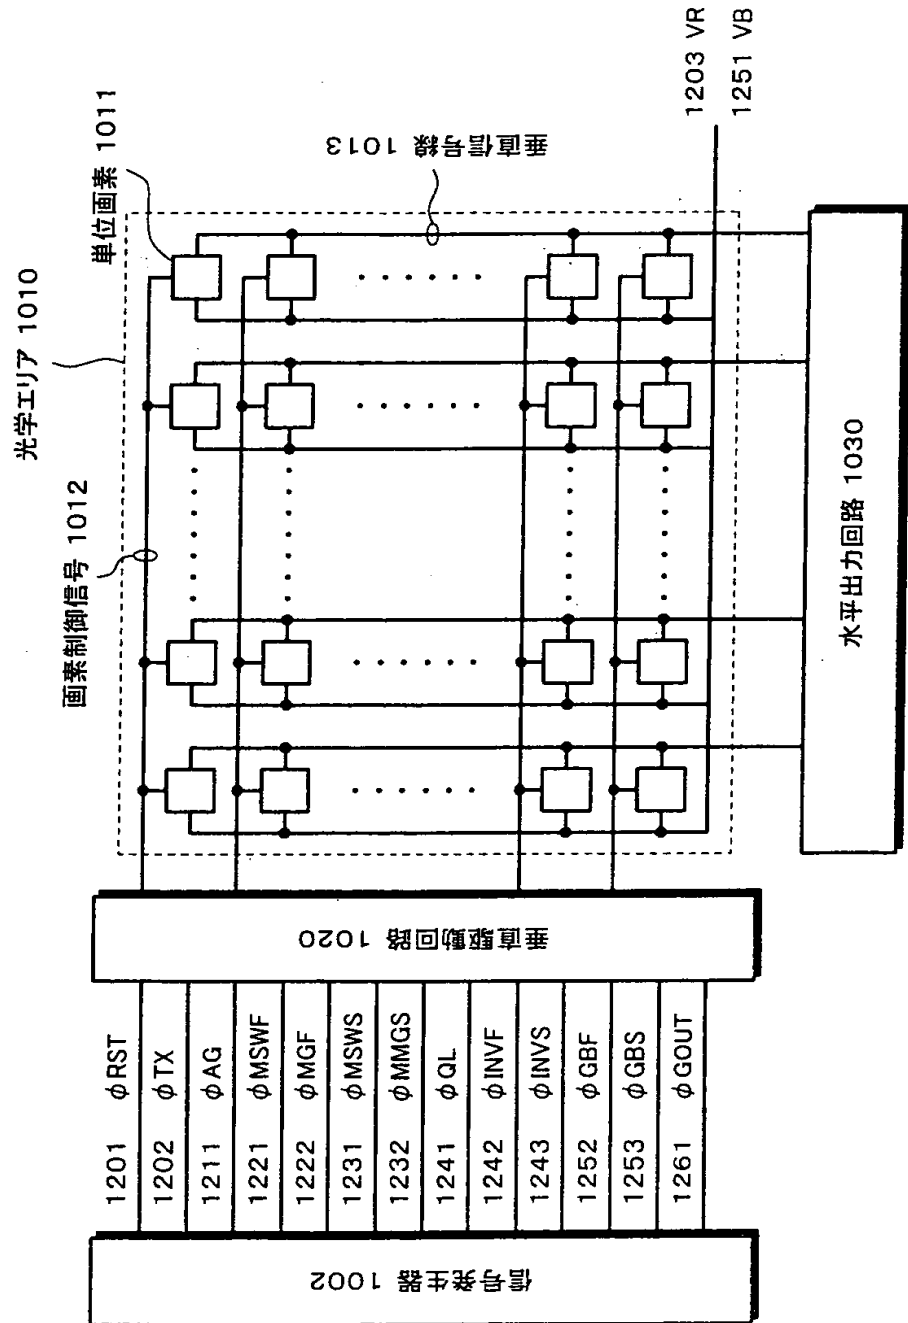 光学エリア 1010
単位画素 1011
画素制御信号 1012
垂直信号線 1013
1203 VR
1251 VB
信号発生器 1002
1201 φRST
1202 φTX
1211 φAG
1221 φMSWF
1222 φMGF
1231 φMSWS
1232 φMMGS
1241 φQL
1242 φINVF
1243 φINVS
1252 φGBF
1253 φGBS
1261 φGOUT
垂直駆動回路 1020
水平出力回路 1030